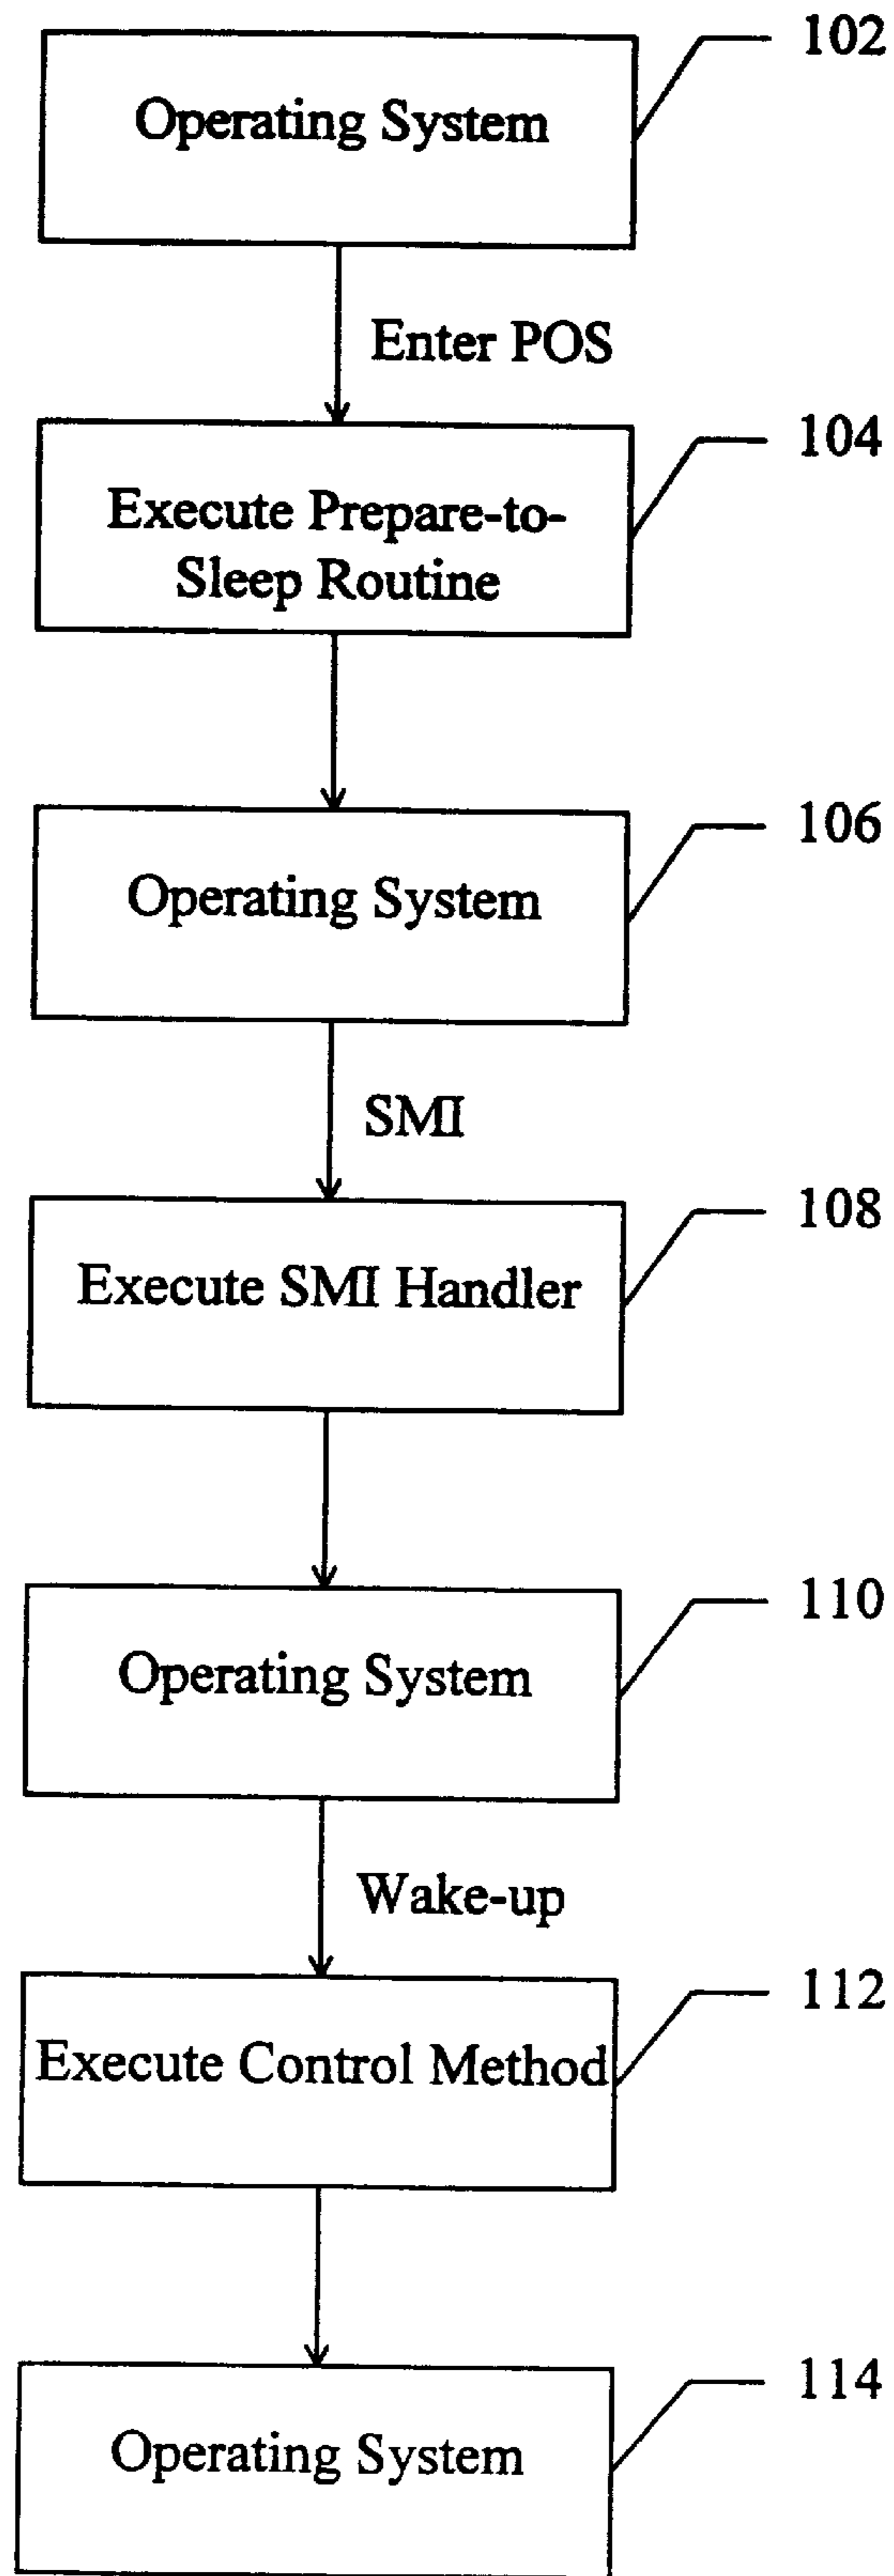 102
Operating System
Enter POS
104
Execute Prepare-to-
Sleep Routine
106
Operating System
SMI
108
Execute SMI Handler
110
Operating System
Wake-up
112
Execute Control Method
114
Operating System